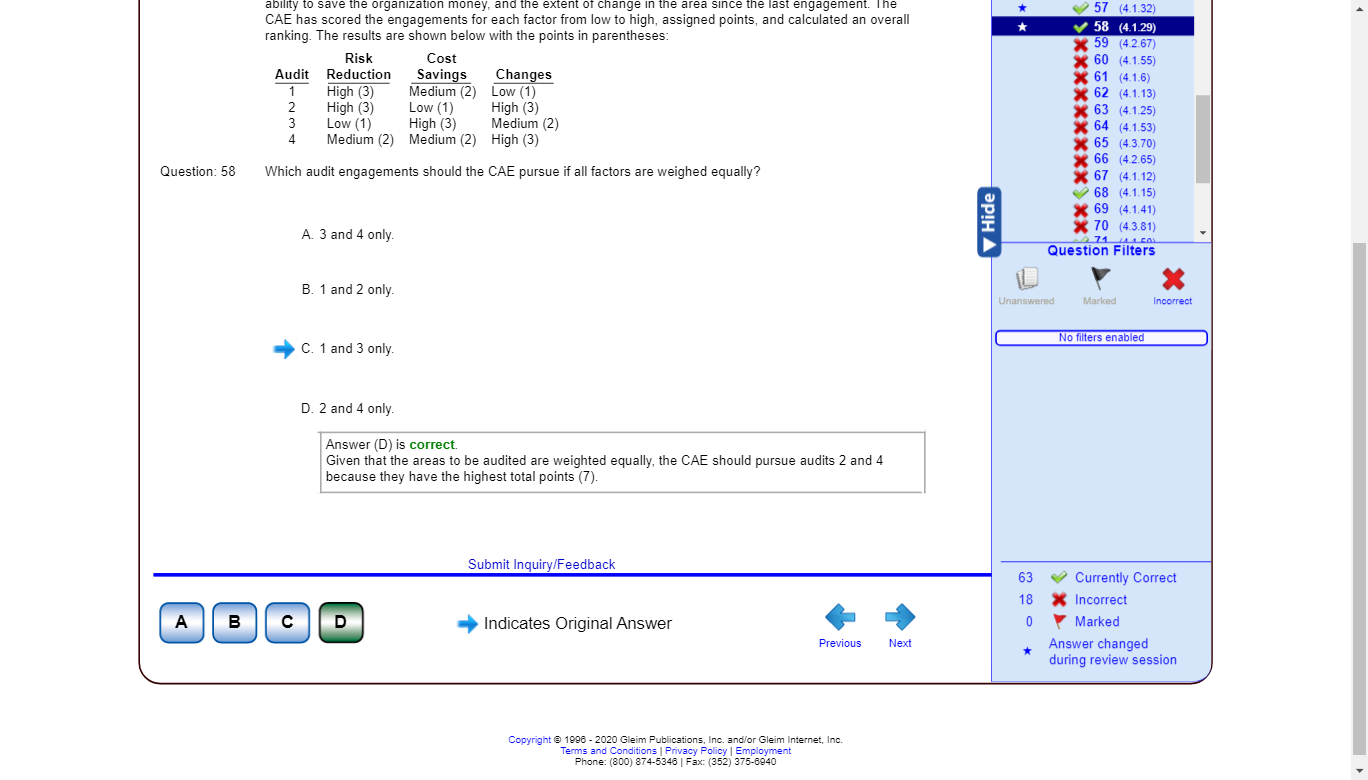 ability to save the organization money, and the extent of change in the area since the last engagement. The
CAE has scored the engagements for each factor from low to high, assigned points, and calculated an overall
ranking. The results are shown below with the points in parentheses:
Risk Cost
Audit Reduction Savings Changes
1 High (3) Medium (2) Low (1)
2 High (3) Low (1) High (3)
3 Low (1) High (3) Medium (2)
4 Medium (2) Medium (2) High (3)
Question: 58 Which audit engagements should the CAE pursue if all factors are weighed equally?
A. 3 and 4 only.
B. 1 and 2 only.
C. 1 and 3 only.
D. 2 and 4 only.
Answer (D) is correct.
Given that the areas to be audited are weighted equally, the CAE should pursue audits 2 and 4
because they have the highest total points (7).
Submit Inquiry/Feedback
A B C D
Indicates Original Answer
Previous Next
57 (4.1.32)
58 (4.1.29)
59 (4.2.67)
60 (4.1.55)
61 (4.1.6)
62 (4.1.13)
63 (4.1.25)
64 (4.1.53)
65 (4.3.70)
66 (4.2.65)
67 (4.1.12)
68 (4.1.15)
69 (4.1.41)
70 (4.3.81)
71 (4.1.50)
Hide
Question Filters
Unanswered Marked Incorrect
No filters enabled
63 Currently Correct
18 Incorrect
0 Marked
Answer changed
during review session
Copyright © 1996 - 2020 Gleim Publications, Inc. and/or Gleim Internet, Inc.
Terms and Conditions | Privacy Policy | Employment
Phone: (800) 874-5346 | Fax: (352) 375-6940